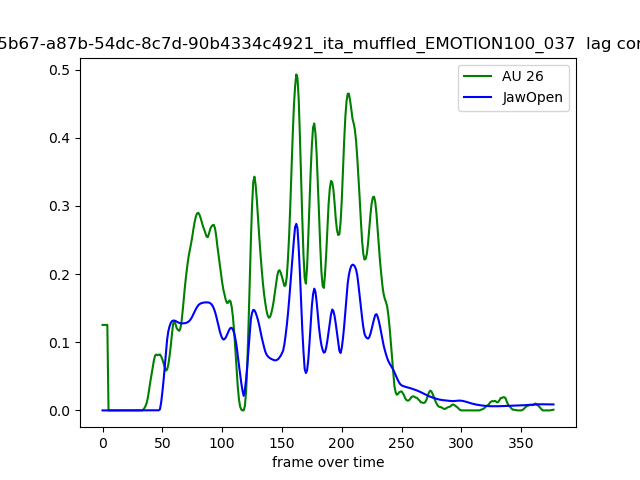 5b67-a87b-54dc-8c7d-90b4334c4921_ita_muffled_EMOTION100_037 lag
AU 26
JawOpen
0.5
0.4
0.3
0.2
0.1
0.0
0 50 100 150 200 250 300 350
frame over time